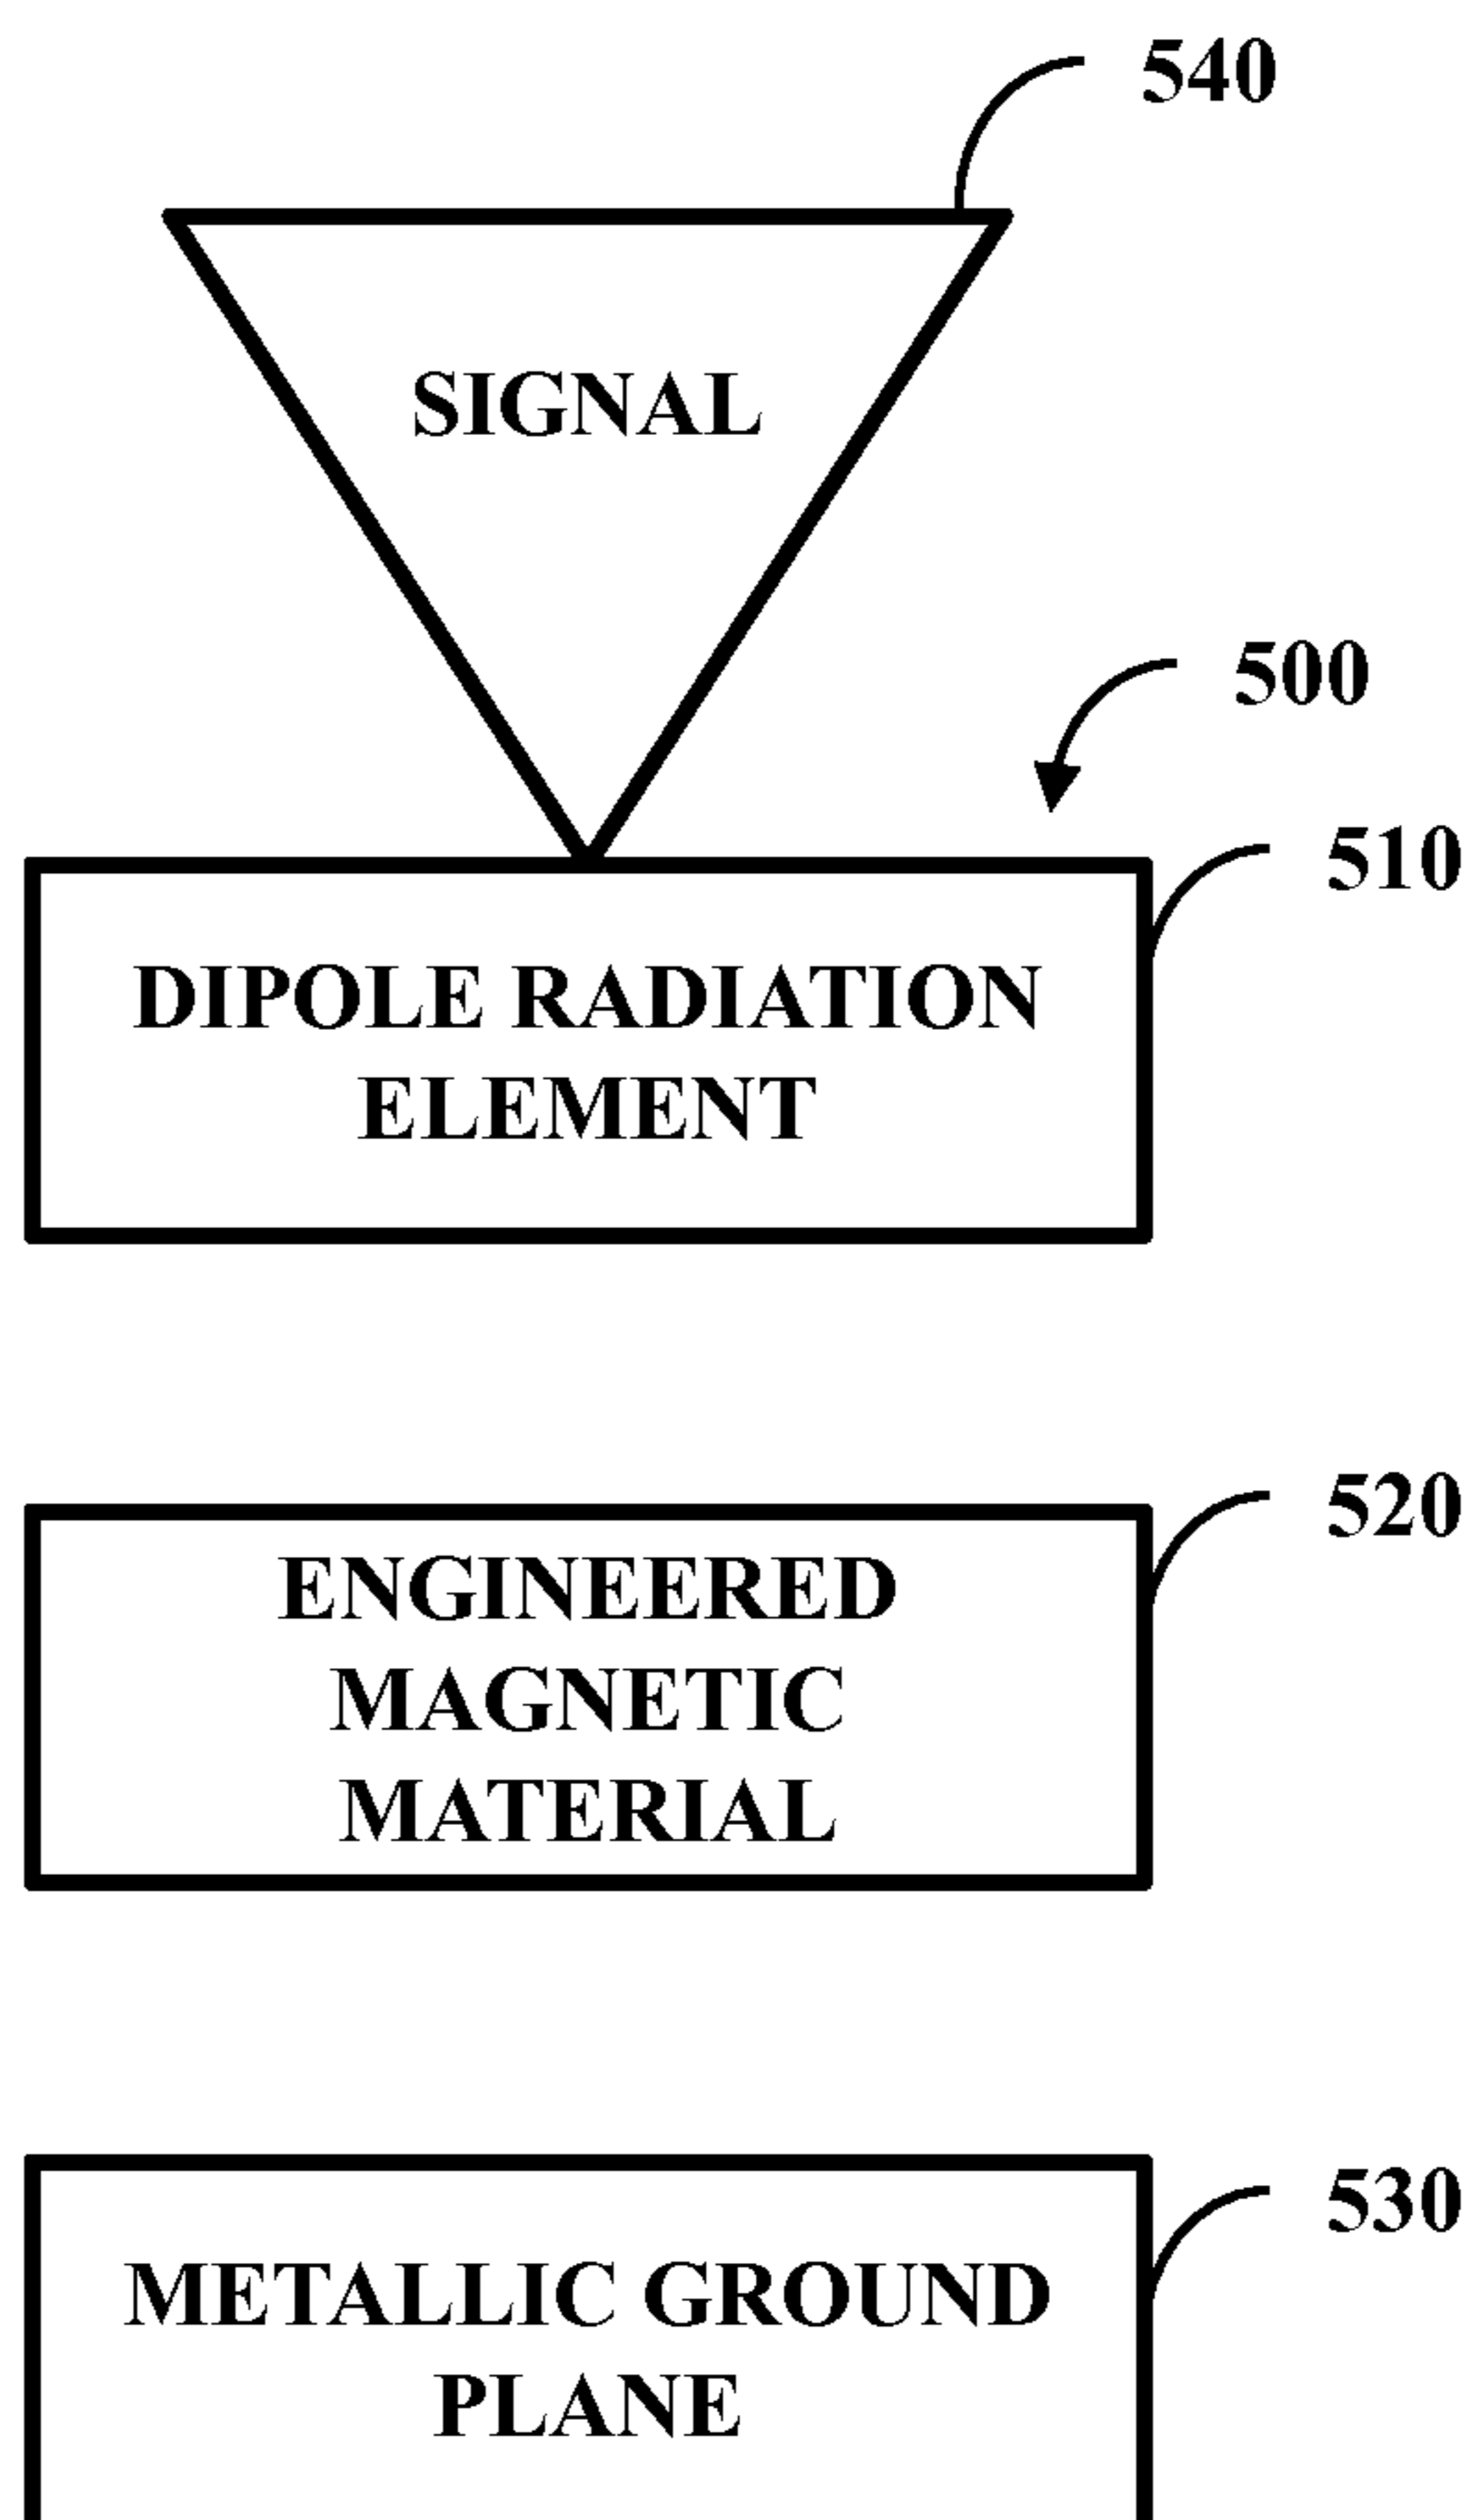 540
SIGNAL
500
510
DIPOLE RADIATION
ELEMENT
520
ENGINEERED
MAGNETIC
MATERIAL
530
METALLIC GROUND
PLANE